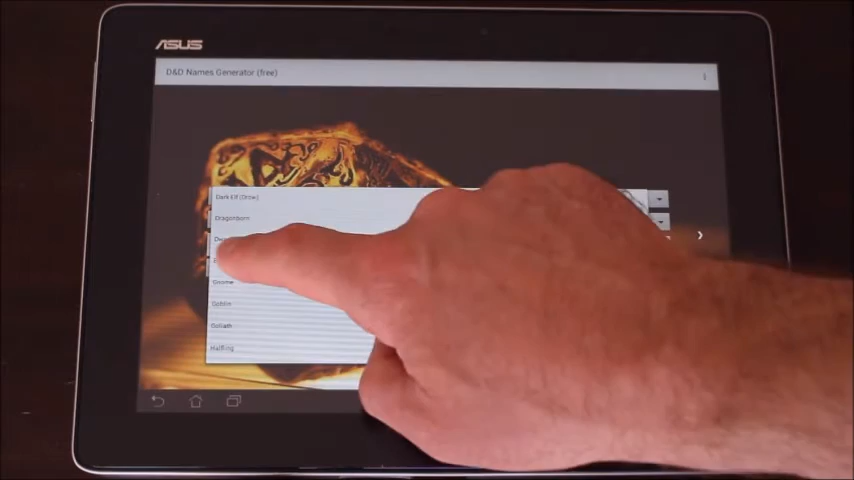 ASUS
D&D Names Generator (free)
Dark Elf (Drow)
Dragonborn
Gnome
Goblin
Goliath
Halfling